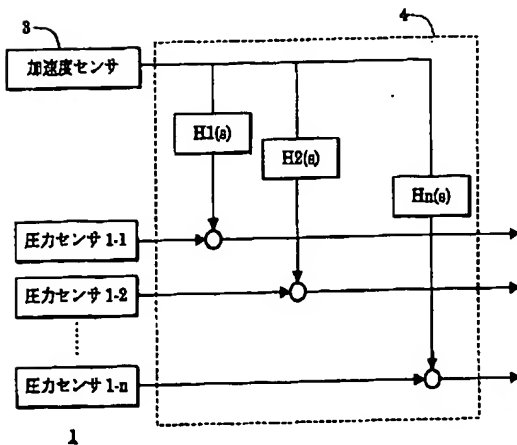 3
4
加速度センサ
H1(s)
H2(s)
Hn(s)
圧力センサ 1-1
圧力センサ 1-2
圧力センサ 1-n
1